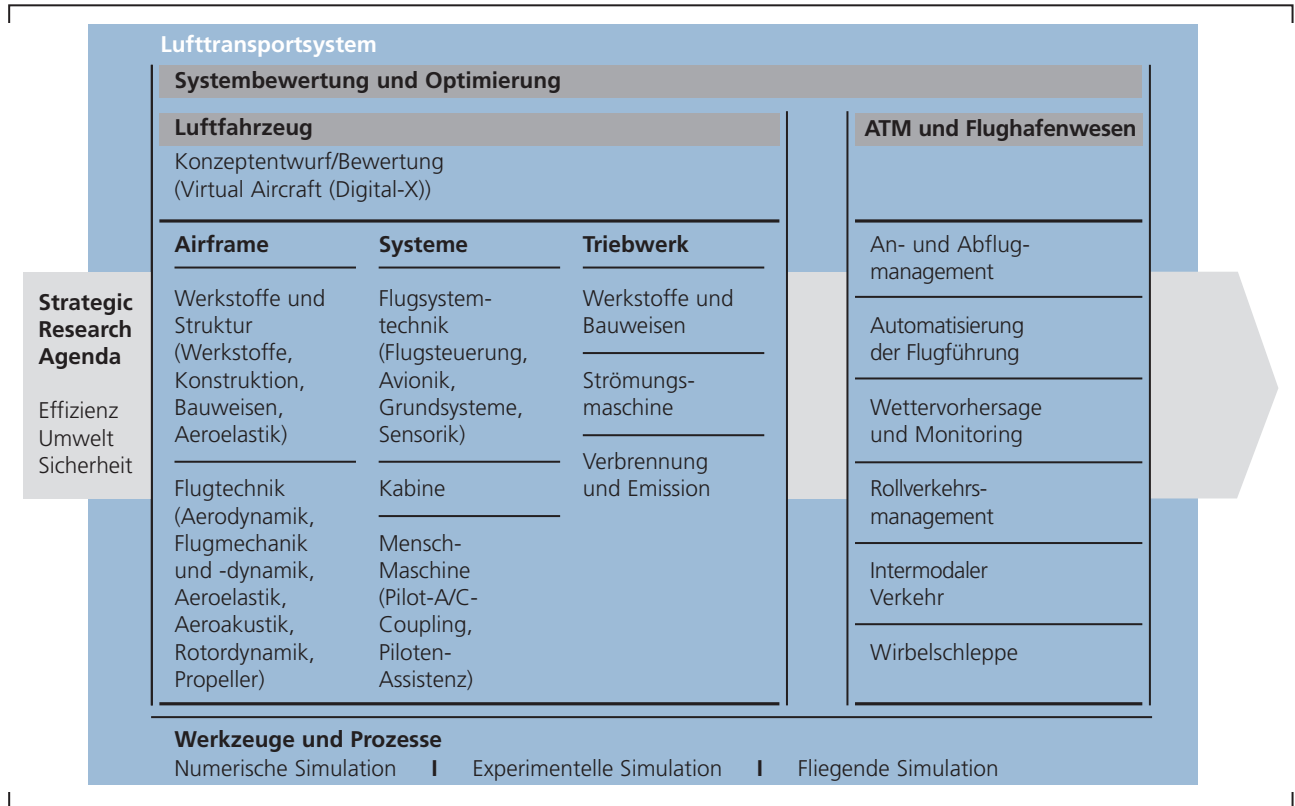 Lufttransportsystem
Systembewertung und Optimierung
Luftfahrzeug
Konzeptentwurf/Bewertung
(Virtual Aircraft (Digital-X))
Airframe
Werkstoffe und
Struktur
(Werkstoffe,
Konstruktion,
Bauweisen,
Aeroelastik)
Flugtechnik
(Aerodynamik,
Flugmechanik
und -dynamik,
Aeroelastik,
Aeroakustik,
Rotordynamik,
Propeller)
Systeme
Flugsystem-
technik
(Flugsteuerung,
Avionik,
Grundsysteme,
Sensorik)
Kabine
Mensch-
Maschine
(Pilot-A/C-
Coupling,
Piloten-
Assistenz)
Triebwerk
Werkstoffe und
Bauweisen
Strömungs-
maschine
Verbrennung
und Emission
ATM und Flughafenwesen
An- und Abflug-
management
Automatisierung
der Flugführung
Wettervorhersage
und Monitoring
Rollverkehrs-
management
Intermodaler
Verkehr
Wirbelschleppe
Strategic
Research
Agenda
Effizienz
Umwelt
Sicherheit
Werkzeuge und Prozesse
Numerische Simulation I Experimentelle Simulation I Fliegende Simulation